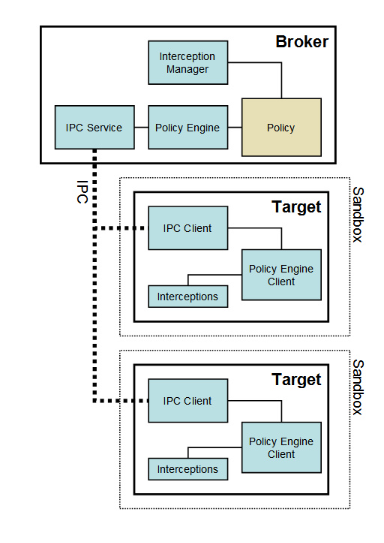 Broker
Interception
Manager
IPC Service
Policy Engine
Policy
IPC
Sandbox
Target
IPC Client
Policy Engine
Client
Interceptions
Sandbox
Target
IPC Client
Policy Engine
Client
Interceptions